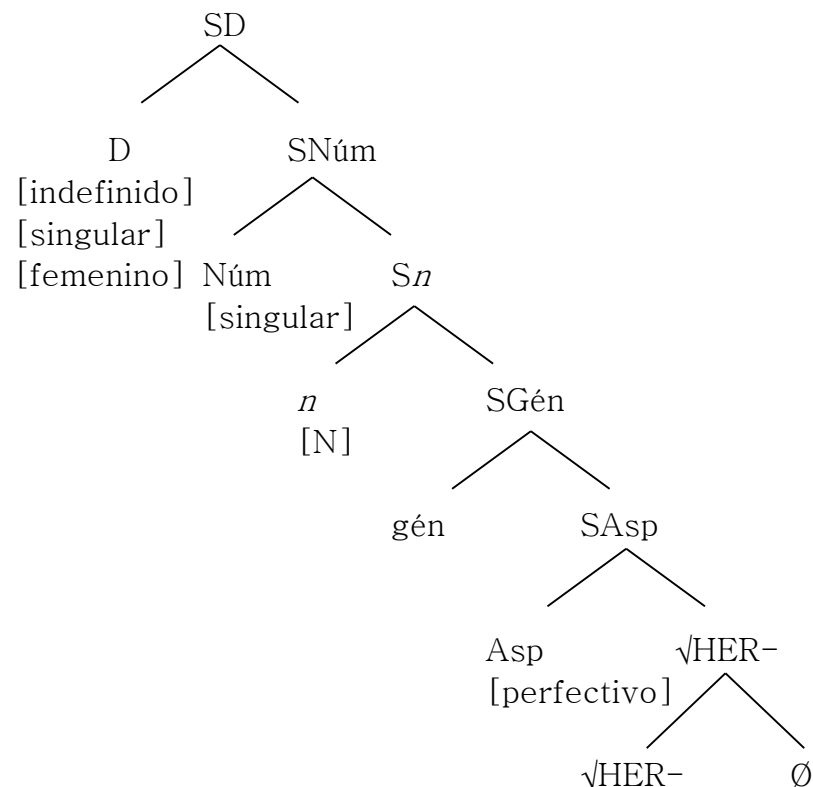 SD
D SNúm
[indefinido]
[singular]
[femenino] Núm Sn
[singular]
n SGén
[N]
gén SAsp
Asp √HER-
[perfectivo]
√HER- Ø